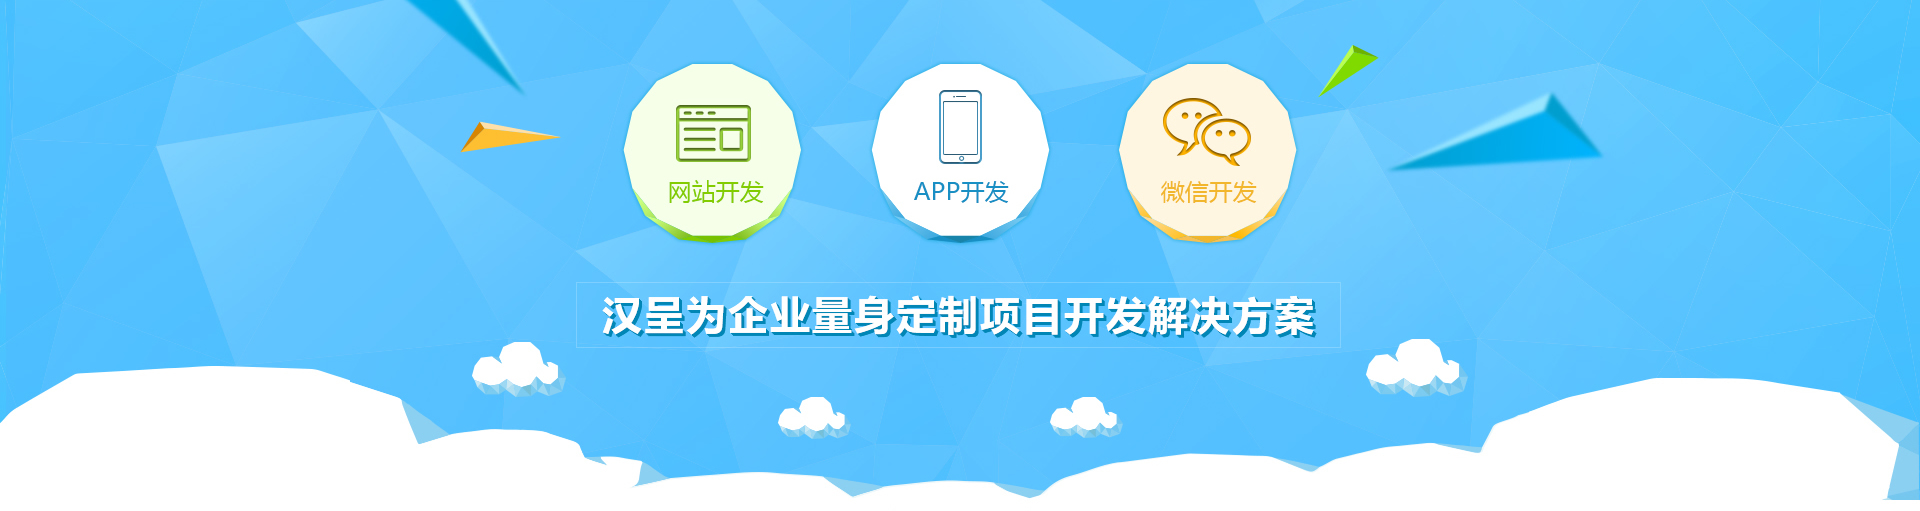 网站开发
APP开发
微信开发
汉呈为企业量身定制项目开发解决方案